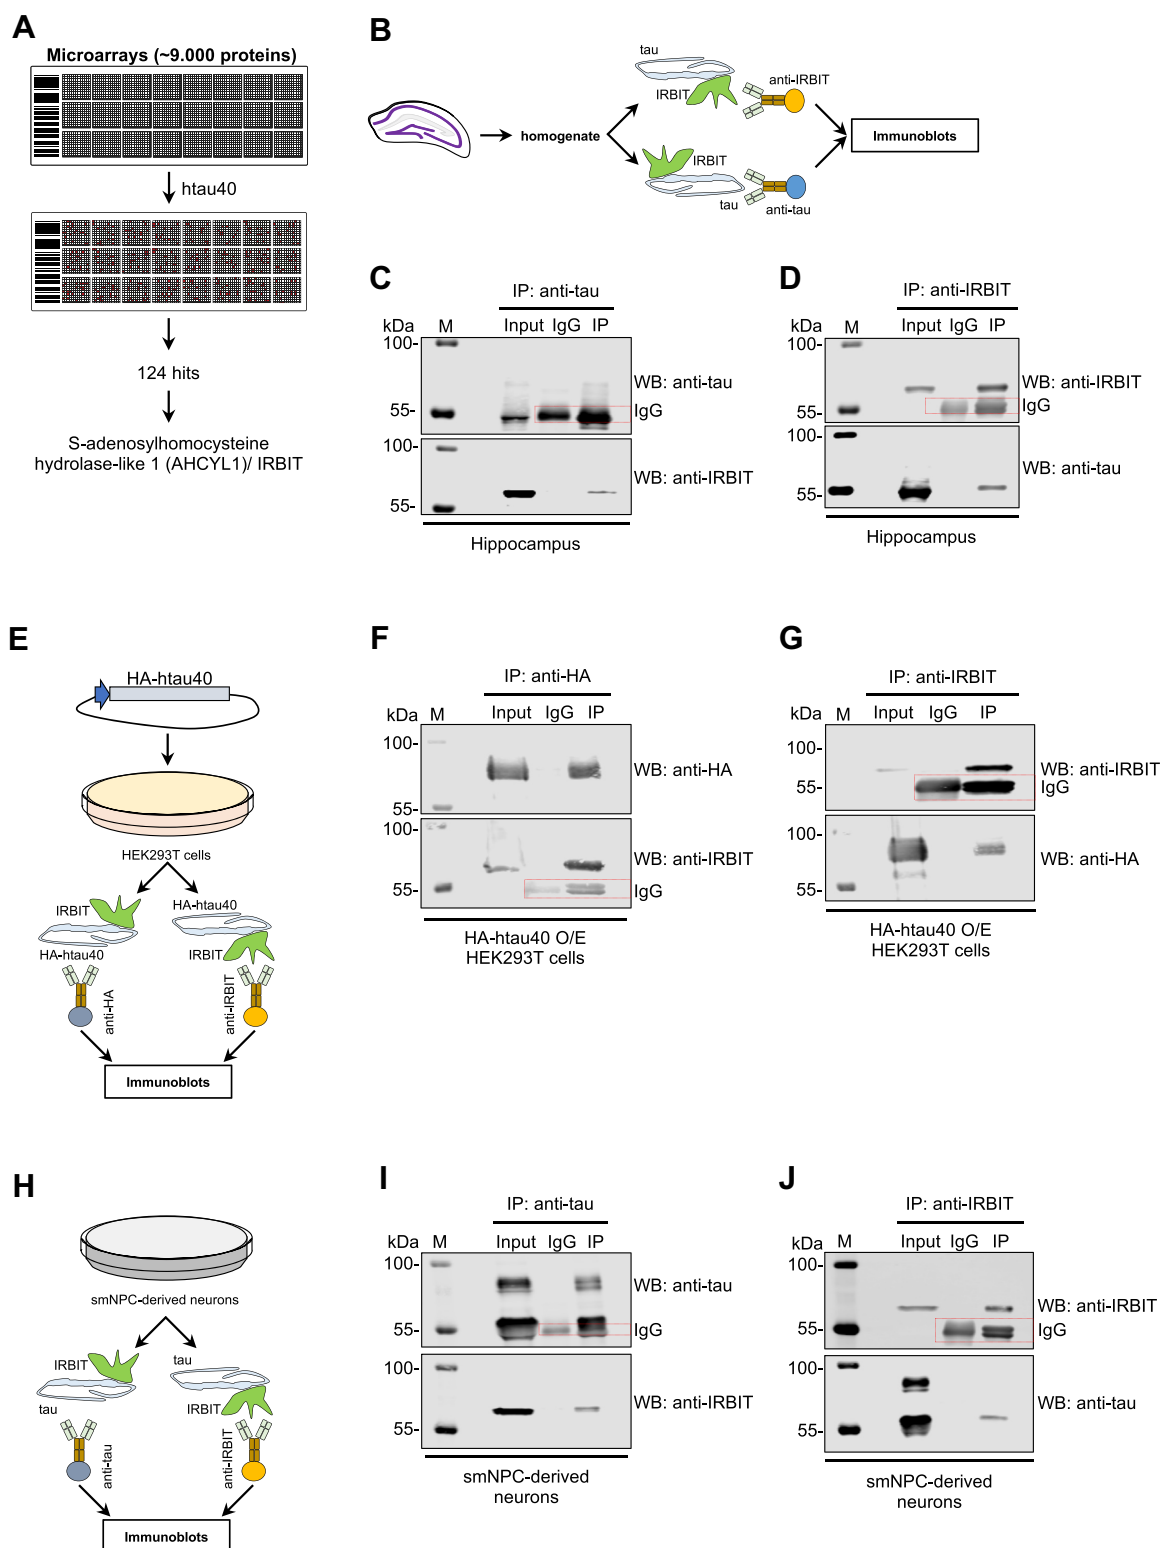 A
Microarrays (~9.000 proteins)
htau40
124 hits
S-adenosylhomocysteine
hydrolase-like 1 (AHCYL1)/ IRBIT
B
homogenate
tau
IRBIT
anti-IRBIT
IRBIT
tau
anti-tau
Immunoblots
C
IP: anti-tau
kDa M Input IgG IP
100-
WB: anti-tau
55-
IgG
100-
WB: anti-IRBIT
55-
Hippocampus
D
IP: anti-IRBIT
kDa M Input IgG IP
100-
WB: anti-IRBIT
IgG
55-
100-
WB: anti-tau
55-
Hippocampus
E
HA-htau40
HEK293T cells
IRBIT
HA-htau40
HA-htau40
IRBIT
anti-HA
anti-IRBIT
Immunoblots
F
IP: anti-HA
kDa M Input IgG IP
100-
WB: anti-HA
55-
100-
WB: anti-IRBIT
55-
IgG
HA-htau40 O/E
HEK293T cells
G
IP: anti-IRBIT
kDa M Input IgG IP
100-
WB: anti-IRBIT
55-
IgG
100-
WB: anti-HA
55-
HA-htau40 O/E
HEK293T cells
H
smNPC-derived neurons
IRBIT
tau
tau
IRBIT
anti-tau
anti-IRBIT
Immunoblots
I
IP: anti-tau
kDa M Input IgG IP
100-
WB: anti-tau
55-
IgG
100-
WB: anti-IRBIT
55-
smNPC-derived
neurons
J
IP: anti-IRBIT
kDa M Input IgG IP
100-
WB: anti-IRBIT
55-
IgG
100-
WB: anti-tau
55-
smNPC-derived
neurons